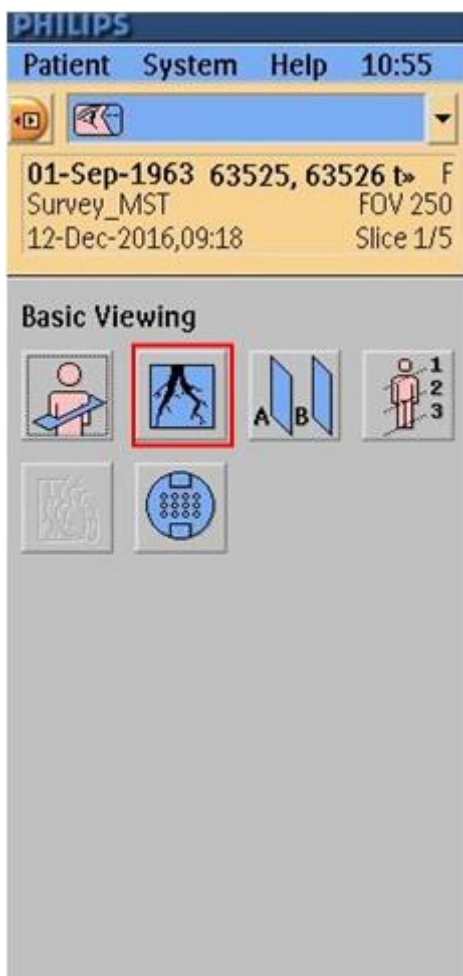 PHILIPS
Patient System Help 10:55
01-Sep-1963 63525, 63526 t» F
Survey_MST FOV 250
12-Dec-2016,09:18 Slice 1/5
Basic Viewing
A B
1
2
3